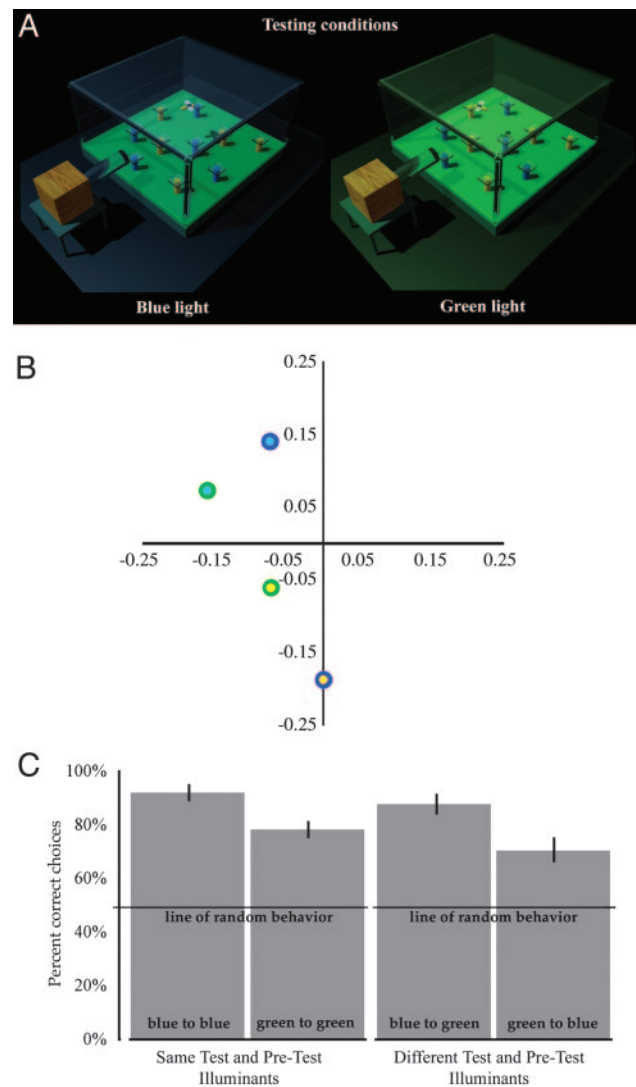 A
Testing conditions
Blue light
Green light
B
0.25
0.15
0.05
-0.25
-0.15
-0.05
0.05
0.15
0.25
-0.05
-0.15
-0.25
C
100%
80%
60%
40%
20%
0%
Percent correct choices
line of random behavior
line of random behavior
blue to blue
green to green
blue to green
green to blue
Same Test and Pre-Test
Illuminants
Different Test and Pre-Test
Illuminants